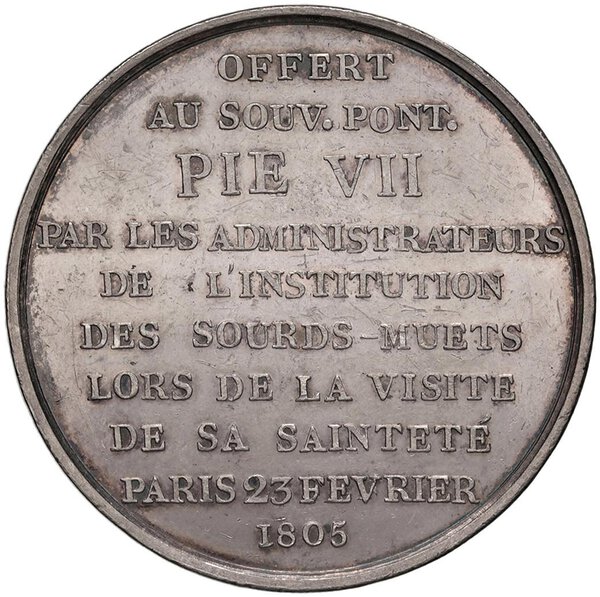 OFFERT
AU SOUV. PONT.
PIE VII
PAR LES ADMINISTRATEURS
DE L'INSTITUTION
DES SOURDS-MUETS
LORS DE LA VISITE
DE SA SAINTETÉ
PARIS 23 FEVRIER
1805